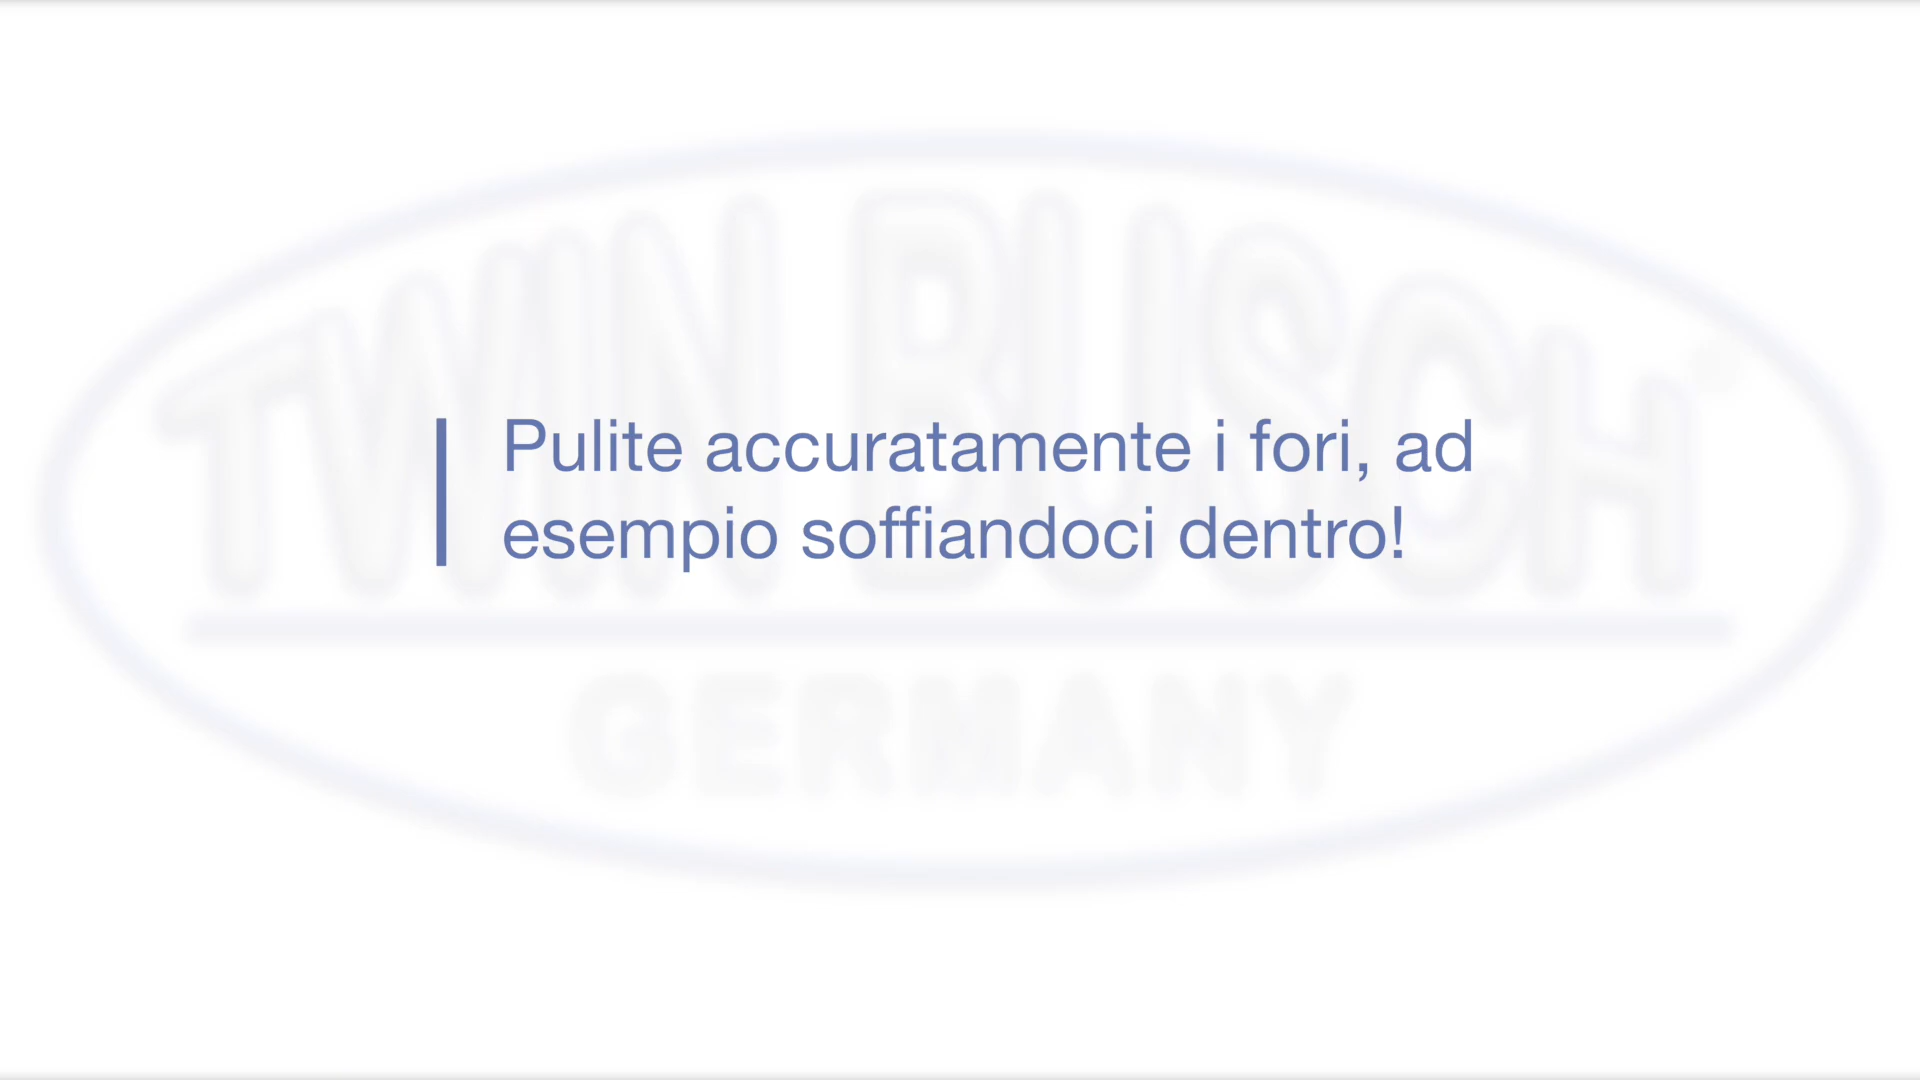 TWIN BUSCH
Pulite accuratamente i fori, ad
esempio soffiandoci dentro!
GERMANY